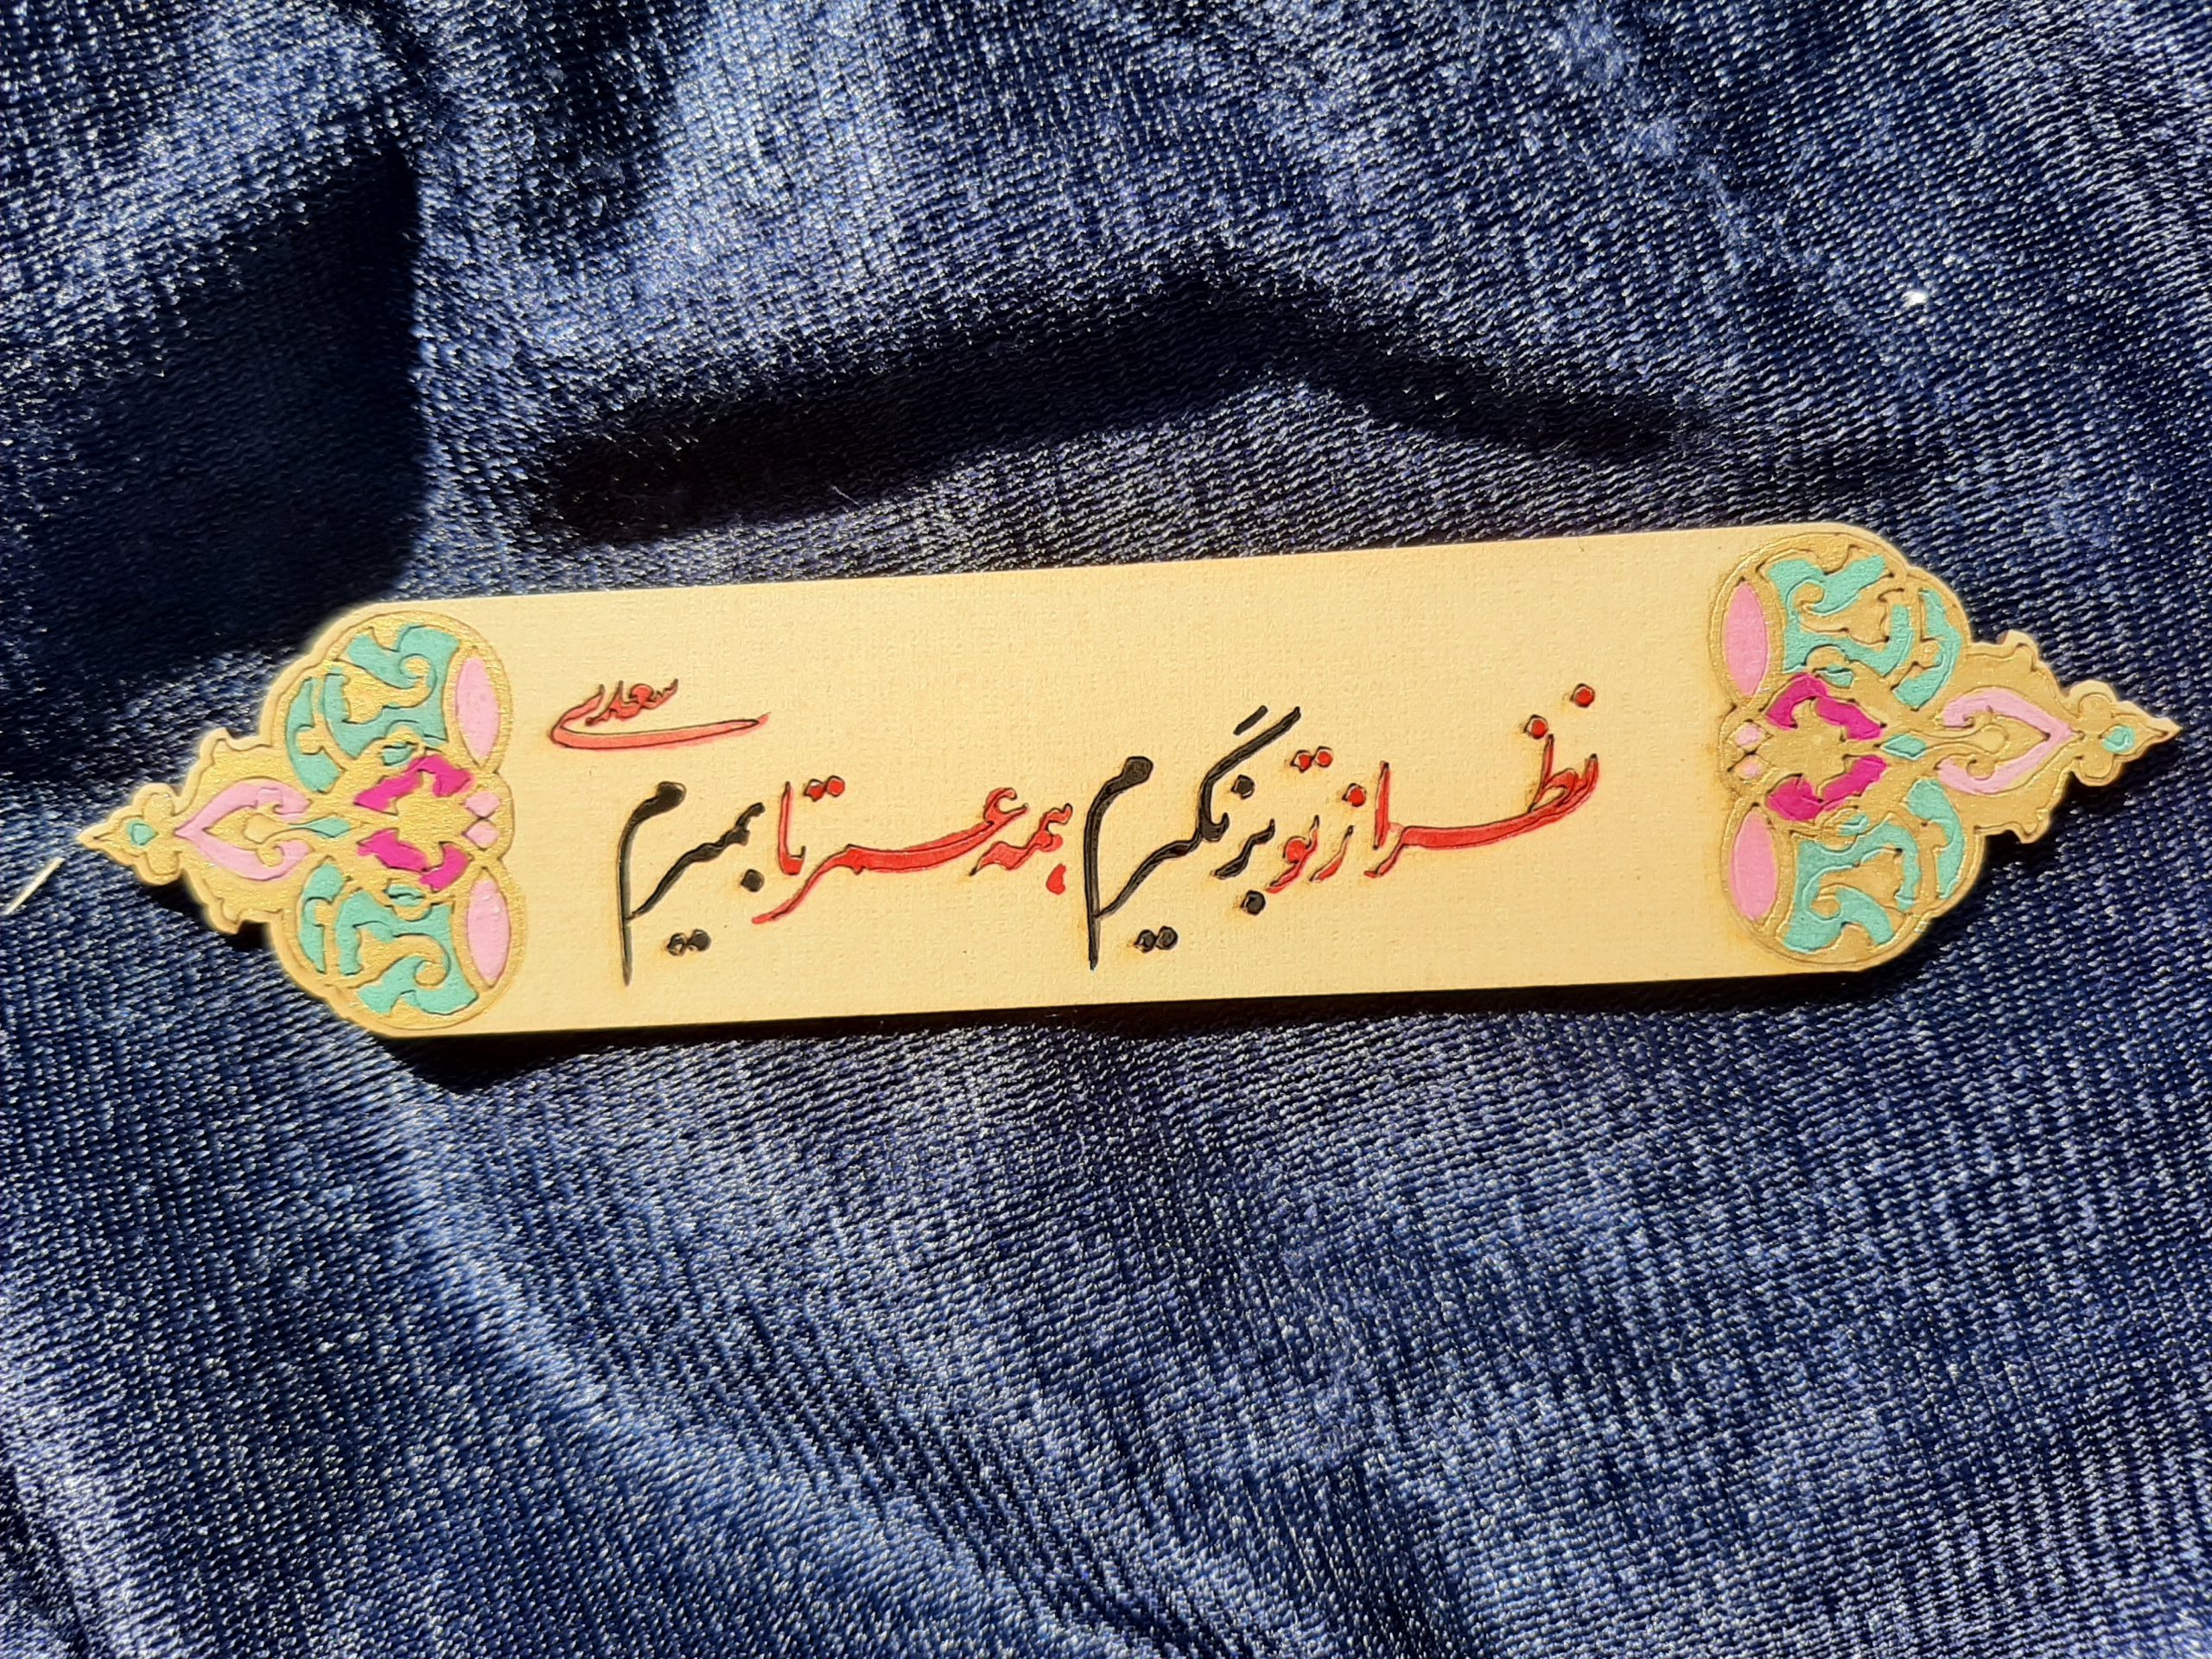 نظر از تو برنگیرم همه عمر تا بمیرم
سعدی